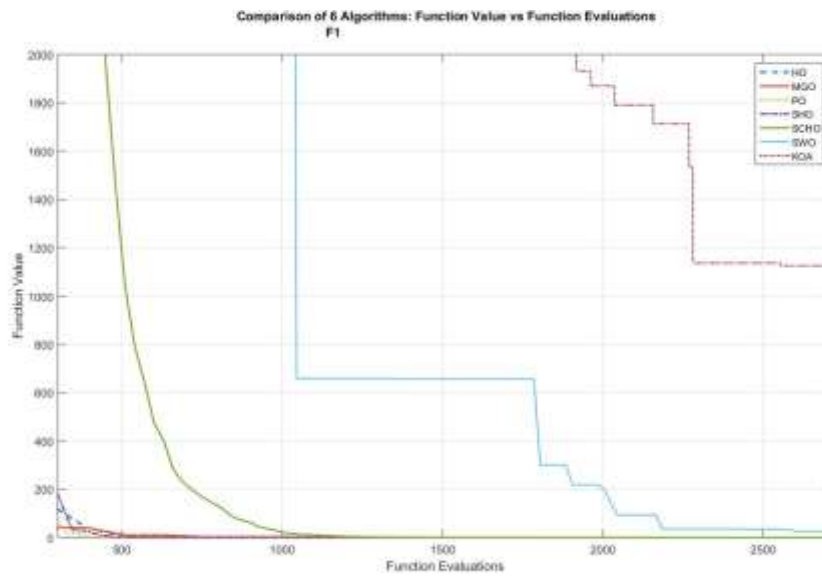 Comparison of 6 Algorithms: Function Value vs Function Evaluations
F1
2000
1800
1600
1400
1200
1000
800
600
400
200
0
Function Value
500
1000
1500
2000
2500
Function Evaluations
HO
MGO
PO
SHO
SCHO
SWO
KOA